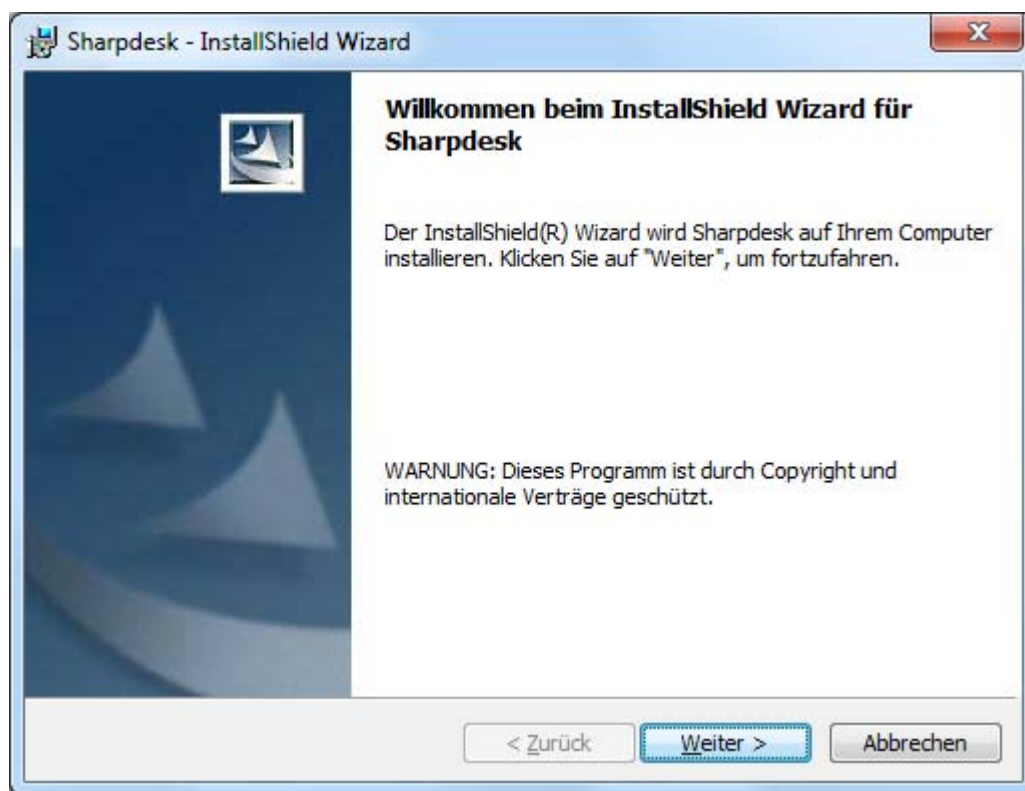 Sharpdesk - InstallShield Wizard
Willkommen beim InstallShield Wizard für
Sharpdesk
Der InstallShield(R) Wizard wird Sharpdesk auf Ihrem Computer
installieren. Klicken Sie auf "Weiter", um fortzufahren.
WARNUNG: Dieses Programm ist durch Copyright und
internationale Verträge geschützt.
< Zurück Weiter > Abbrechen